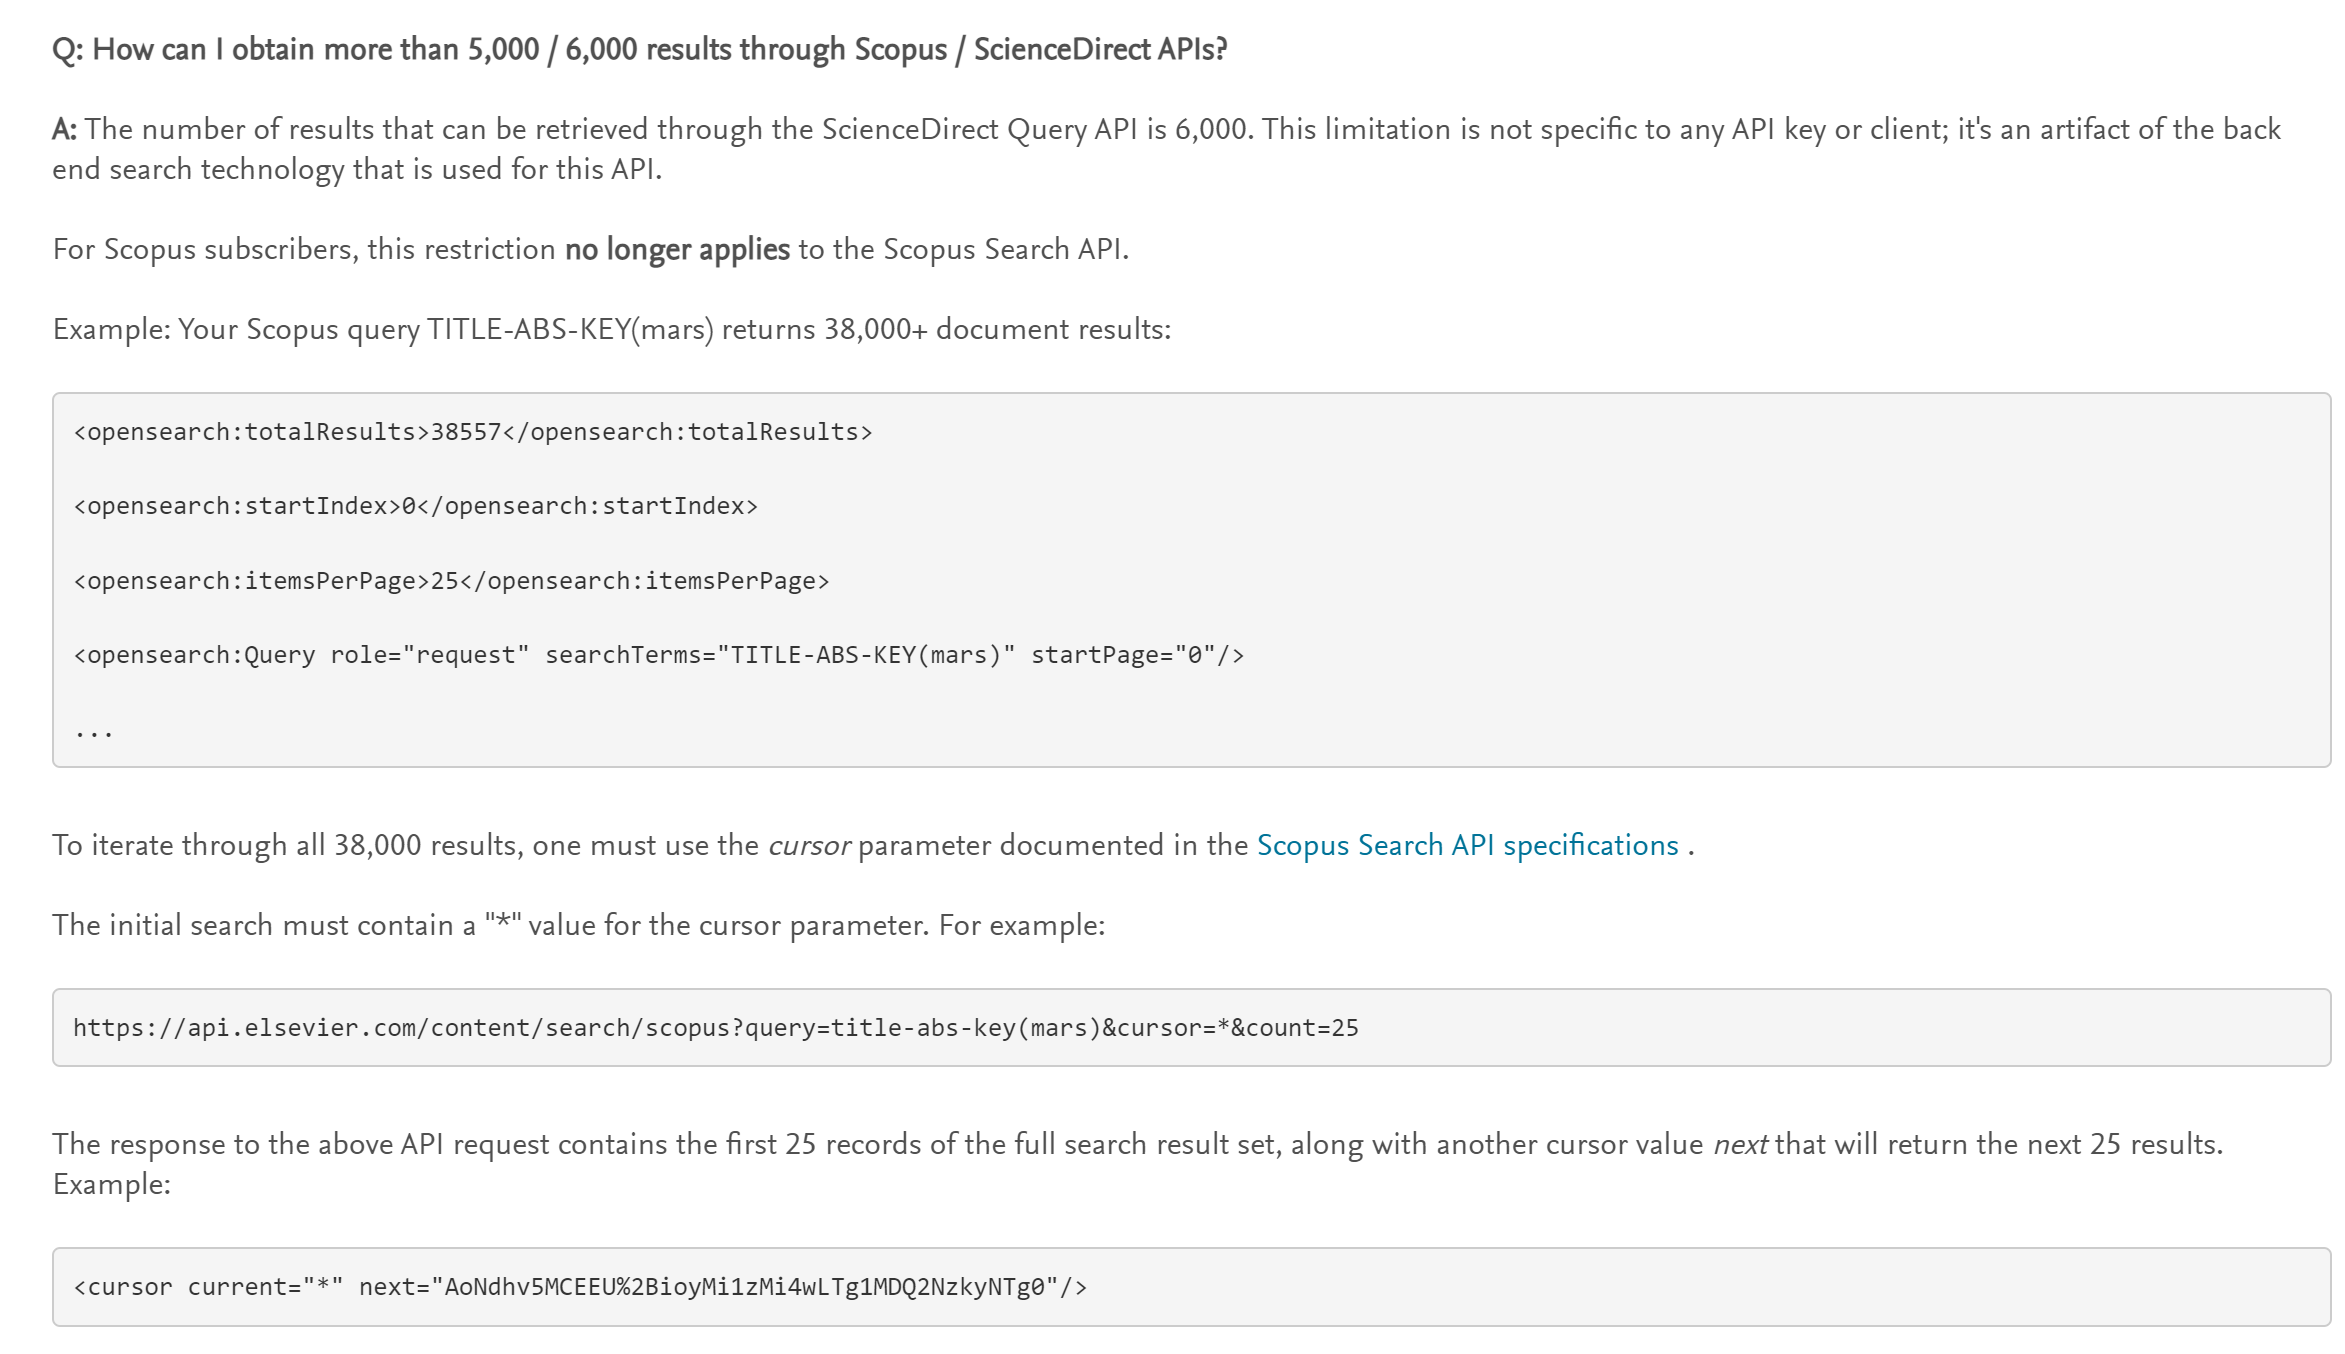 Q: How can I obtain more than 5,000 / 6,000 results through Scopus / ScienceDirect APIs?
A: The number of results that can be retrieved through the ScienceDirect Query API is 6,000. This limitation is not specific to any API key or client; it's an artifact of the back
end search technology that is used for this API.
For Scopus subscribers, this restriction no longer applies to the Scopus Search API.
Example: Your Scopus query TITLE-ABS-KEY(mars) returns 38,000+ document results:
<opensearch:totalResults>38557</opensearch:totalResults>
<opensearch:startIndex>0</opensearch:startIndex>
<opensearch:itemsPerPage>25</opensearch:itemsPerPage>
<opensearch:Query role="request" searchTerms="TITLE-ABS-KEY(mars)" startPage="0"/>
...
To iterate through all 38,000 results, one must use the cursor parameter documented in the Scopus Search API specifications .
The initial search must contain a "*" value for the cursor parameter. For example:
https://api.elsevier.com/content/search/scopus?query=title-abs-key(mars)&cursor=*&count=25
The response to the above API request contains the first 25 records of the full search result set, along with another cursor value next that will return the next 25 results.
Example:
<cursor current="*" next="AoNdhv5MCEEU%2BioyMi1zMi4wLTg1MDQ2NzkyNTg0"/>